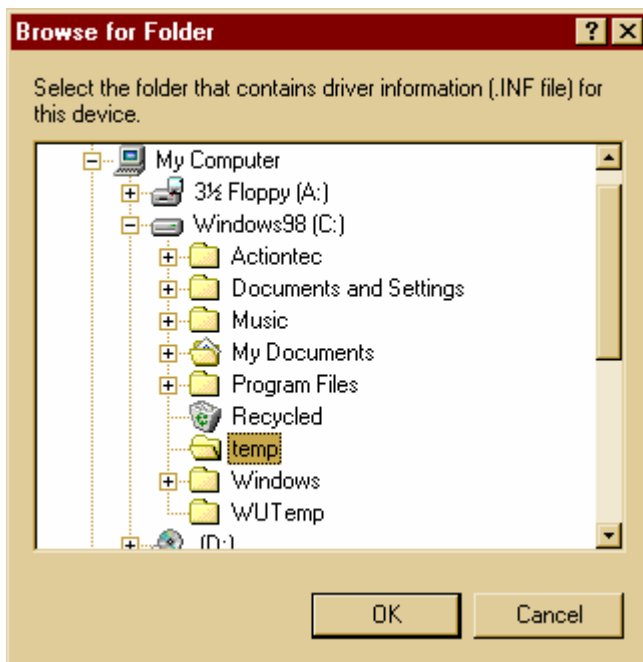 Browse for Folder
Select the folder that contains driver information (.INF file) for
this device.
My Computer
3½ Floppy (A:)
Windows98 (C:)
Actiontec
Documents and Settings
Music
My Documents
Program Files
Recycled
temp
Windows
WUTemp
(D:)
OK
Cancel